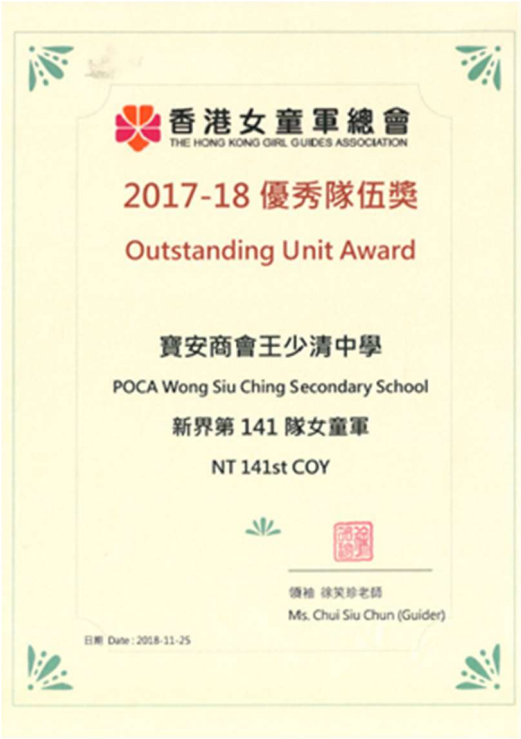 香港女童軍總會
THE HONG KONG GIRL GUIDES ASSOCIATION
2017-18 優秀隊伍獎
Outstanding Unit Award
寶安商會王少清中學
POCA Wong Siu Ching Secondary School
新界第 141 隊女童軍
NT 141st COY
領袖 徐笑珍老師
Ms. Chui Siu Chun (Guider)
日期 Date : 2018-11-25